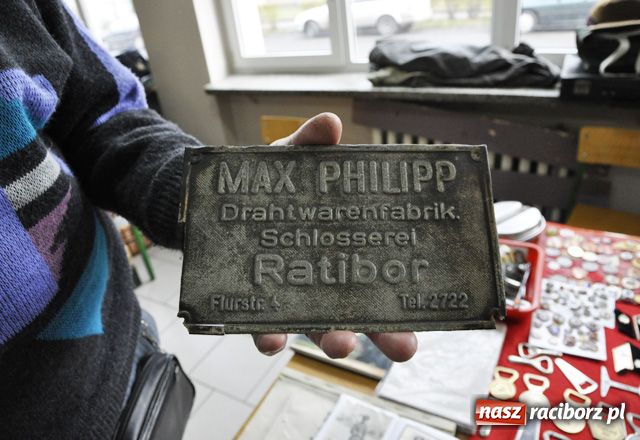 MAX PHILIPP
Drahtwarenfabrik.
Schlosserei
Ratibor
Flurstr. 4 Tel. 2722
nasz raciborz.pl